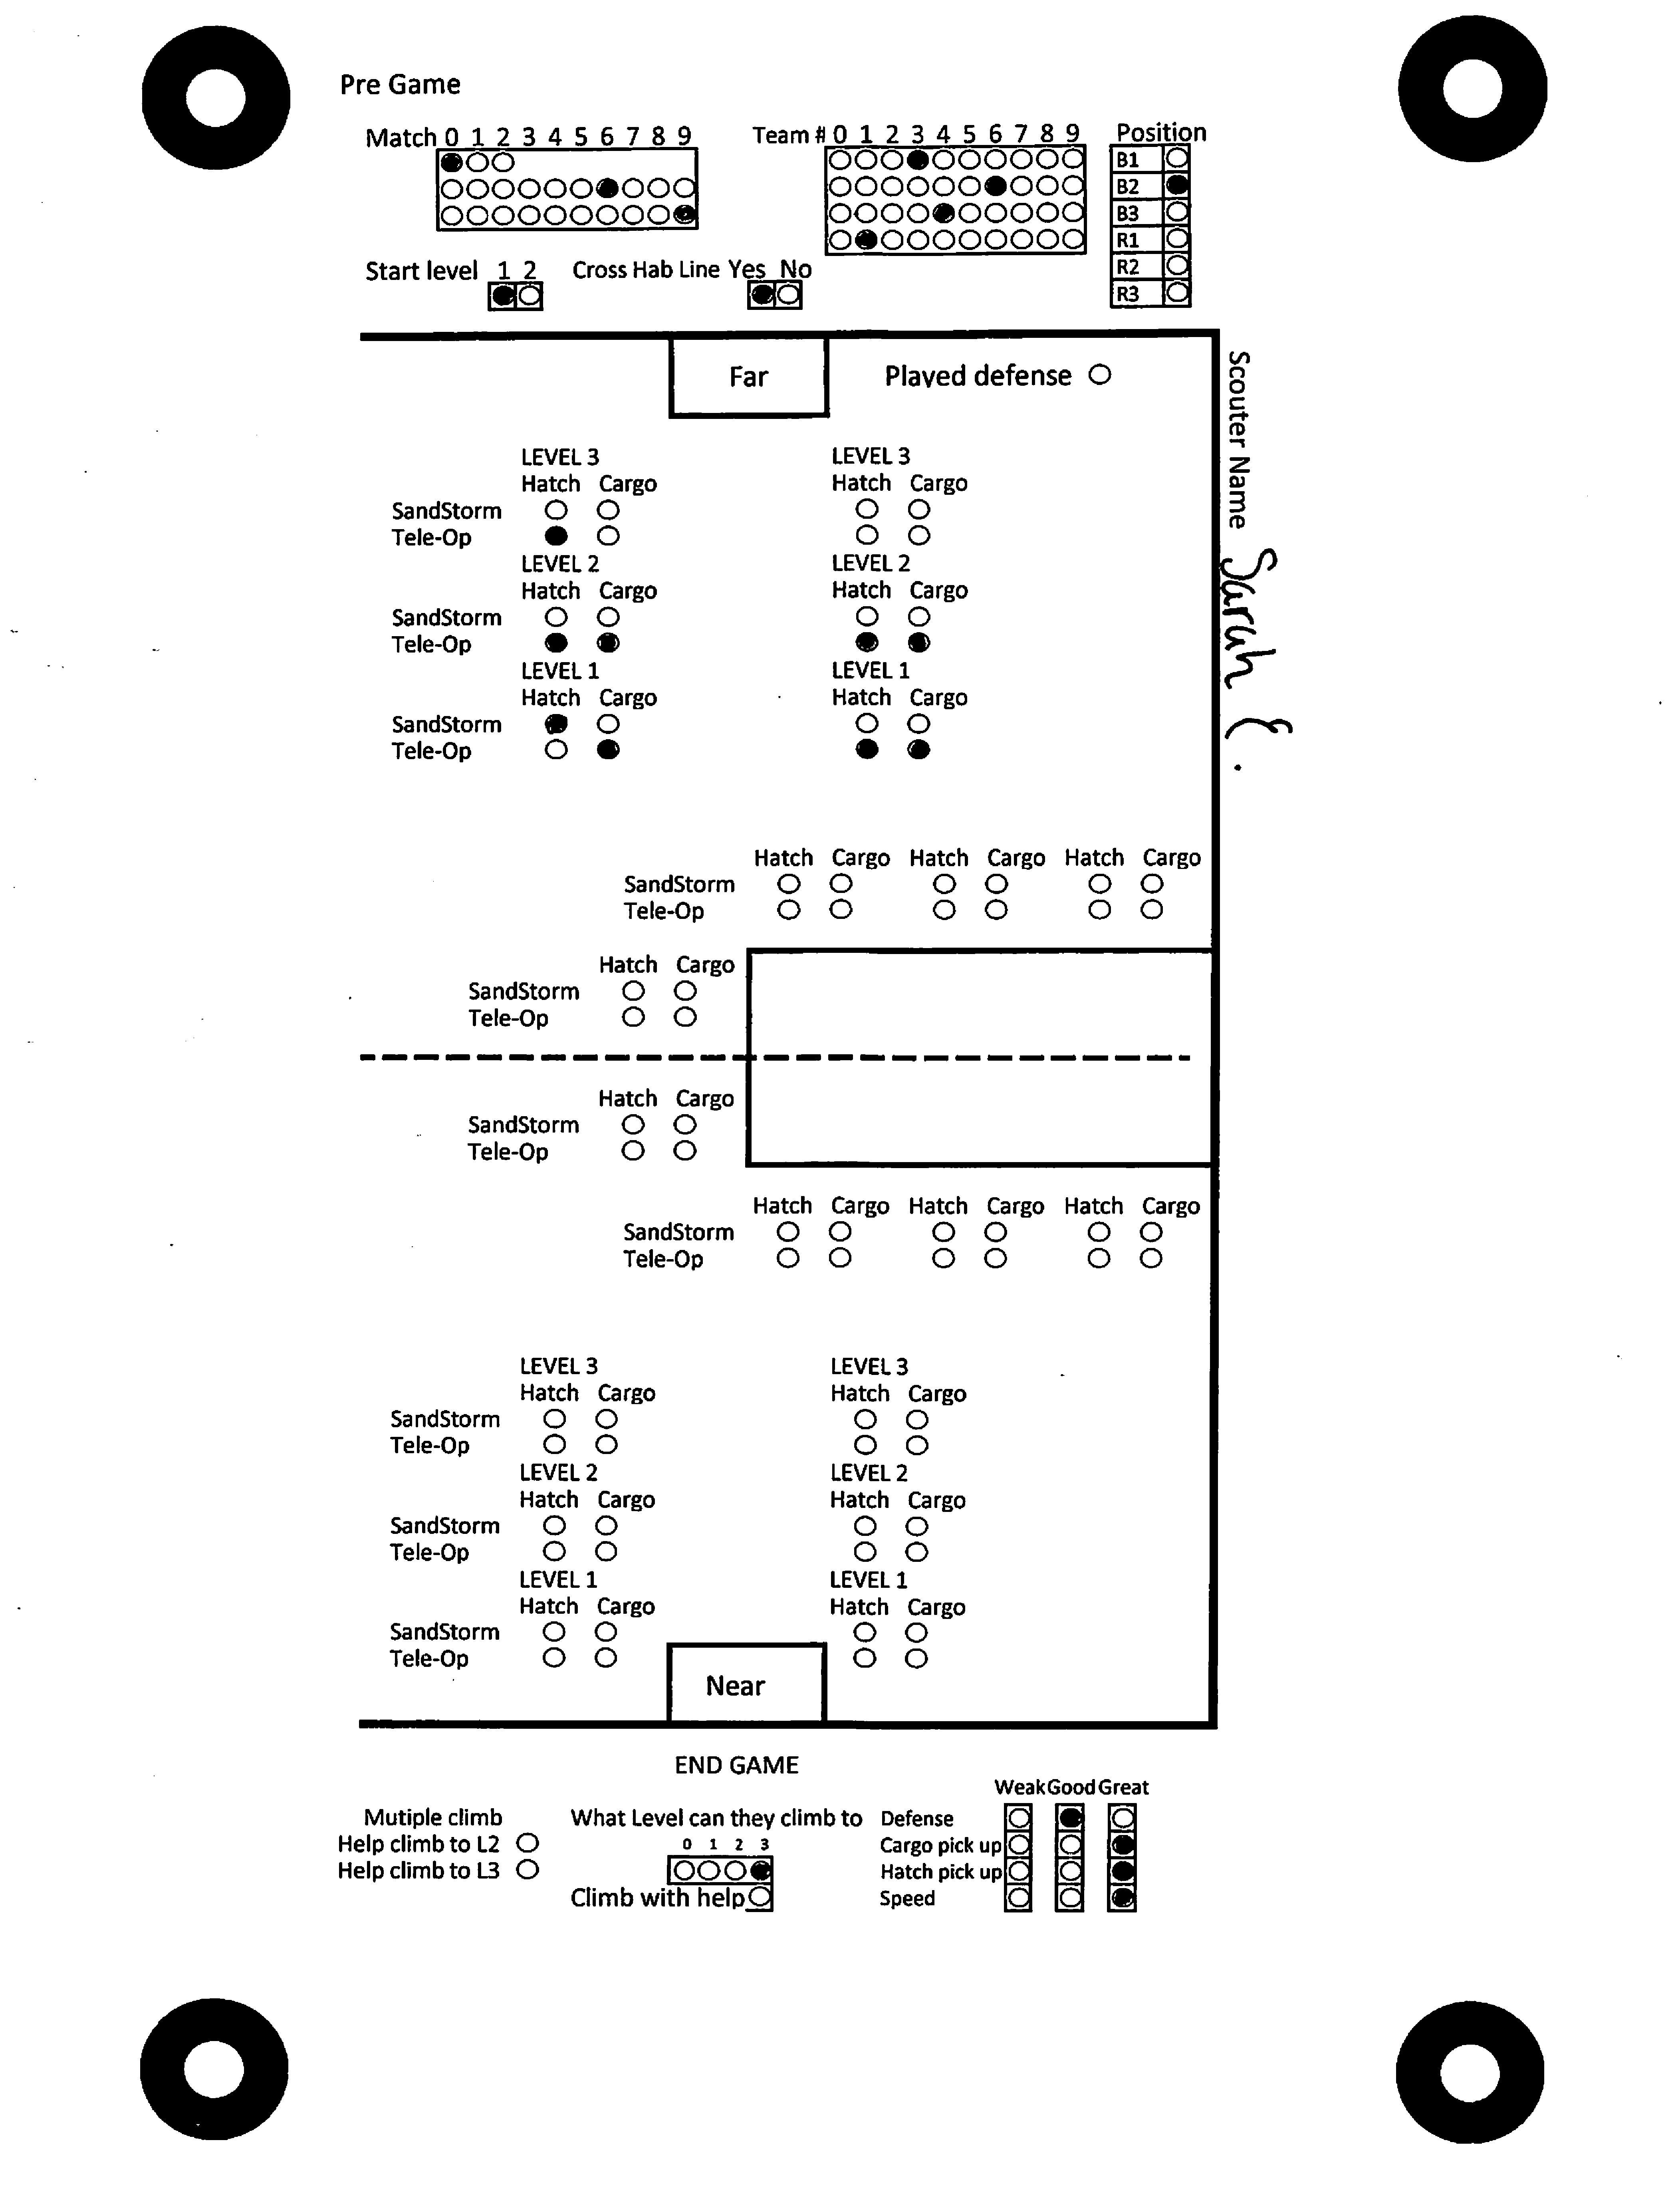 Pre Game
Match 0 1 2 3 4 5 6 7 8 9
Team # 0 1 2 3 4 5 6 7 8 9
Position
B1
B2
B3
R1
R2
R3
Start level 1 2
Cross Hab Line Yes No
Far
Played defense
Scouter Name Sarah E.
LEVEL 3 LEVEL 3
Hatch Cargo Hatch Cargo
SandStorm
Tele-Op
LEVEL 2 LEVEL 2
Hatch Cargo Hatch Cargo
SandStorm
Tele-Op
LEVEL 1 LEVEL 1
Hatch Cargo Hatch Cargo
SandStorm
Tele-Op
Hatch Cargo Hatch Cargo Hatch Cargo
SandStorm
Tele-Op
Hatch Cargo
SandStorm
Tele-Op
Hatch Cargo
SandStorm
Tele-Op
Hatch Cargo Hatch Cargo Hatch Cargo
SandStorm
Tele-Op
LEVEL 3 LEVEL 3
Hatch Cargo Hatch Cargo
SandStorm
Tele-Op
LEVEL 2 LEVEL 2
Hatch Cargo Hatch Cargo
SandStorm
Tele-Op
LEVEL 1 LEVEL 1
Hatch Cargo Hatch Cargo
SandStorm
Tele-Op
Near
END GAME
Mutiple climb
Help climb to L2
Help climb to L3
What Level can they climb to
0 1 2 3
Climb with help
Weak Good Great
Defense
Cargo pick up
Hatch pick up
Speed